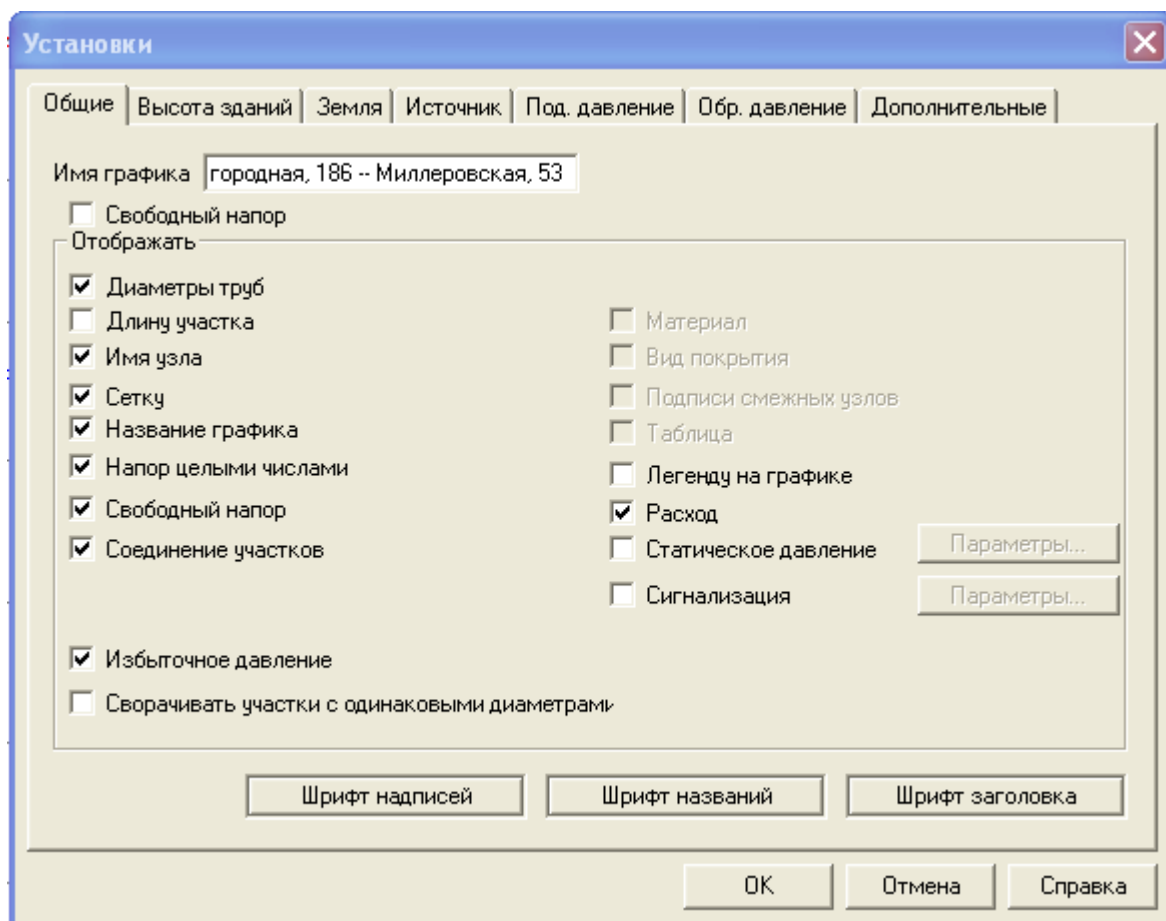 Установки
Общие
Высота зданий
Земля
Источник
Под. давление
Обр. давление
Дополнительные
Имя графика
городная, 186 -- Миллеровская, 53
Свободный напор
Отображать
Диаметры труб
Длину участка
Имя узла
Сетку
Название графика
Напор целыми числами
Свободный напор
Соединение участков
Материал
Вид покрытия
Подписи смежных узлов
Таблица
Легенду на графике
Расход
Статическое давление
Параметры...
Сигнализация
Параметры...
Избыточное давление
Сворачивать участки с одинаковыми диаметрами
Шрифт надписей
Шрифт названий
Шрифт заголовка
OK
Отмена
Справка